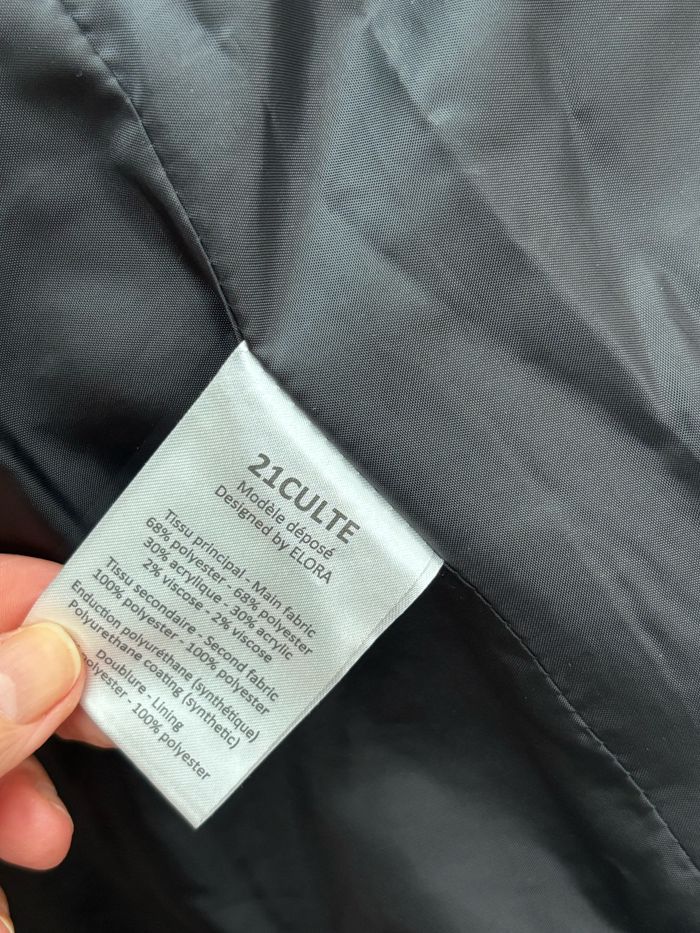 21CULTE
Modèle déposé
Designed by ELORA
Tissu principal - Main fabric
68% polyester - 68% polyester
30% acrylique - 30% acrylic
2% viscose - 2% viscose
Tissu secondaire - Second fabric
100% polyester - 100% polyester
Enduction polyuréthane (synthétique)
Polyurethane coating (synthetic)
Doublure - Lining
polyester - 100% polyester